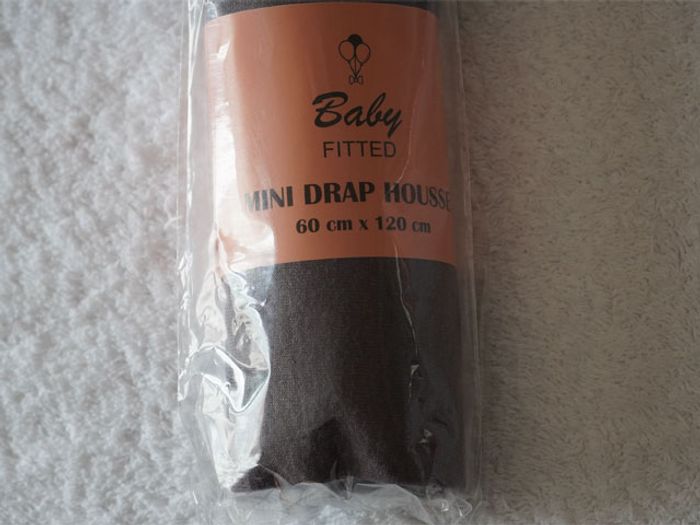 Baby
FITTED
MINI DRAP HOUSSE
60 cm x 120 cm